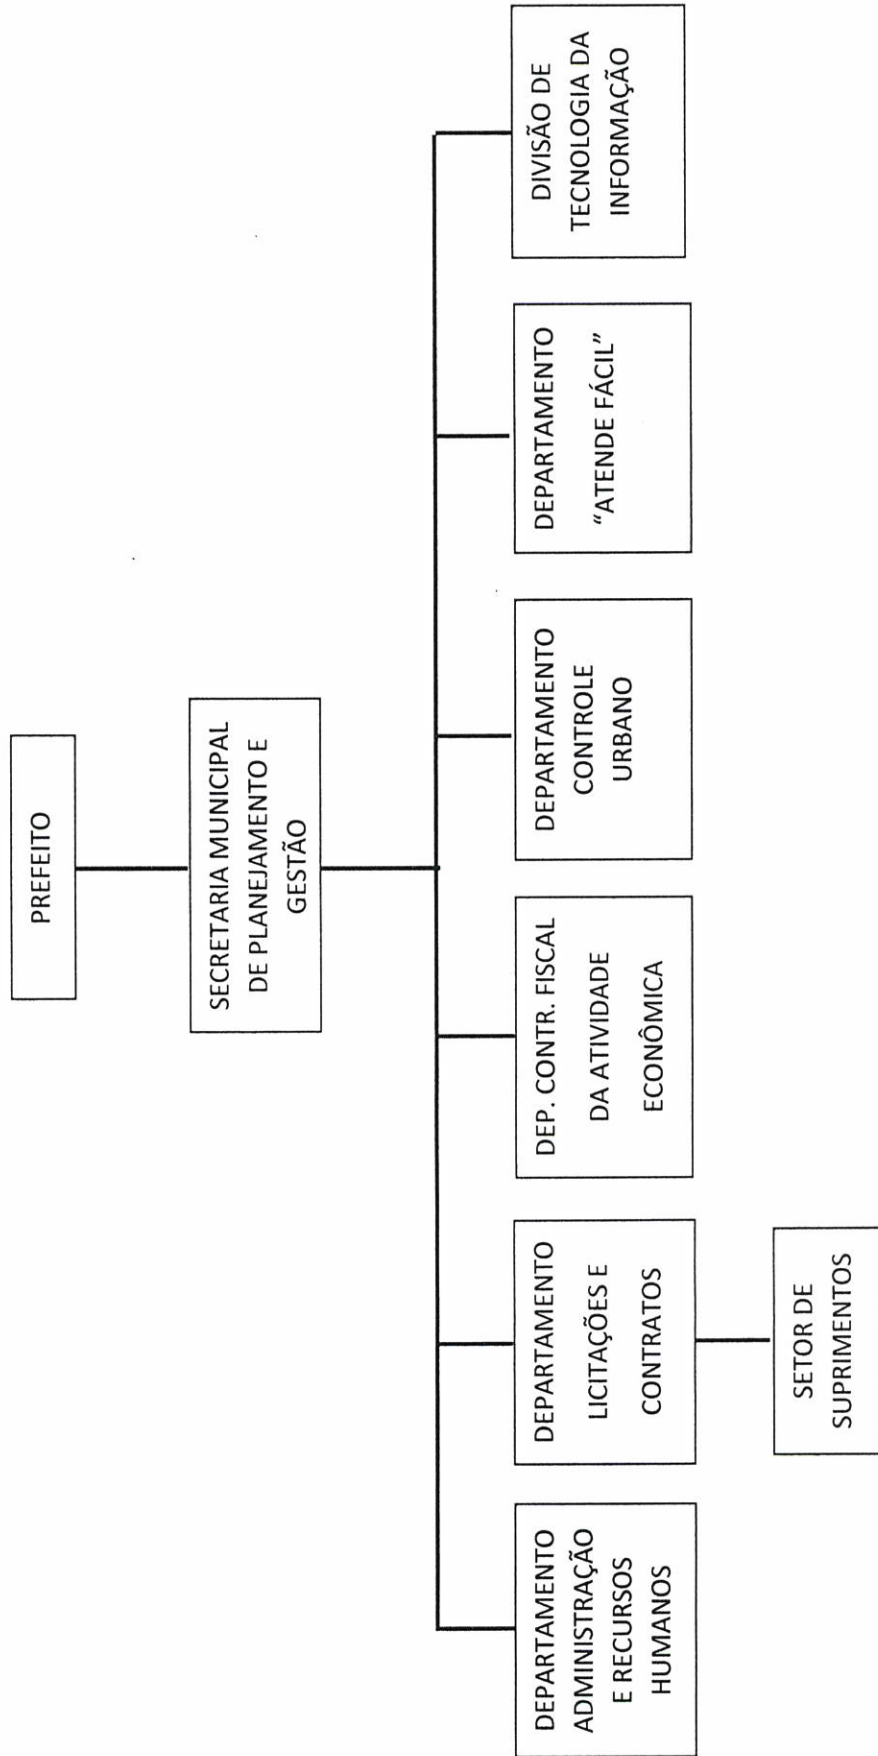 PREFEITO
SECRETARIA MUNICIPAL
DE PLANEJAMENTO E
GESTÃO
DEPARTAMENTO
ADMINISTRAÇÃO
E RECURSOS
HUMANOS
DEPARTAMENTO
LICITAÇÕES E
CONTRATOS
DEP. CONTR. FISCAL
DA ATIVIDADE
ECONÔMICA
DEPARTAMENTO
CONTROLE
URBANO
DEPARTAMENTO
“ATENDE FÁCIL”
DIVISÃO DE
TECNOLOGIA DA
INFORMAÇÃO
SETOR DE
SUPRIMENTOS